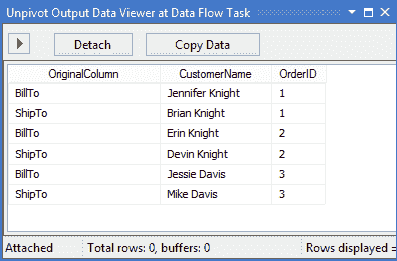 Unpivot Output Data Viewer at Data Flow Task
Detach Copy Data
OriginalColumn CustomerName OrderID
BillTo Jennifer Knight 1
ShipTo Brian Knight 1
BillTo Erin Knight 2
ShipTo Devin Knight 2
BillTo Jessie Davis 3
ShipTo Mike Davis 3
Attached Total rows: 0, buffers: 0 Rows displayed =